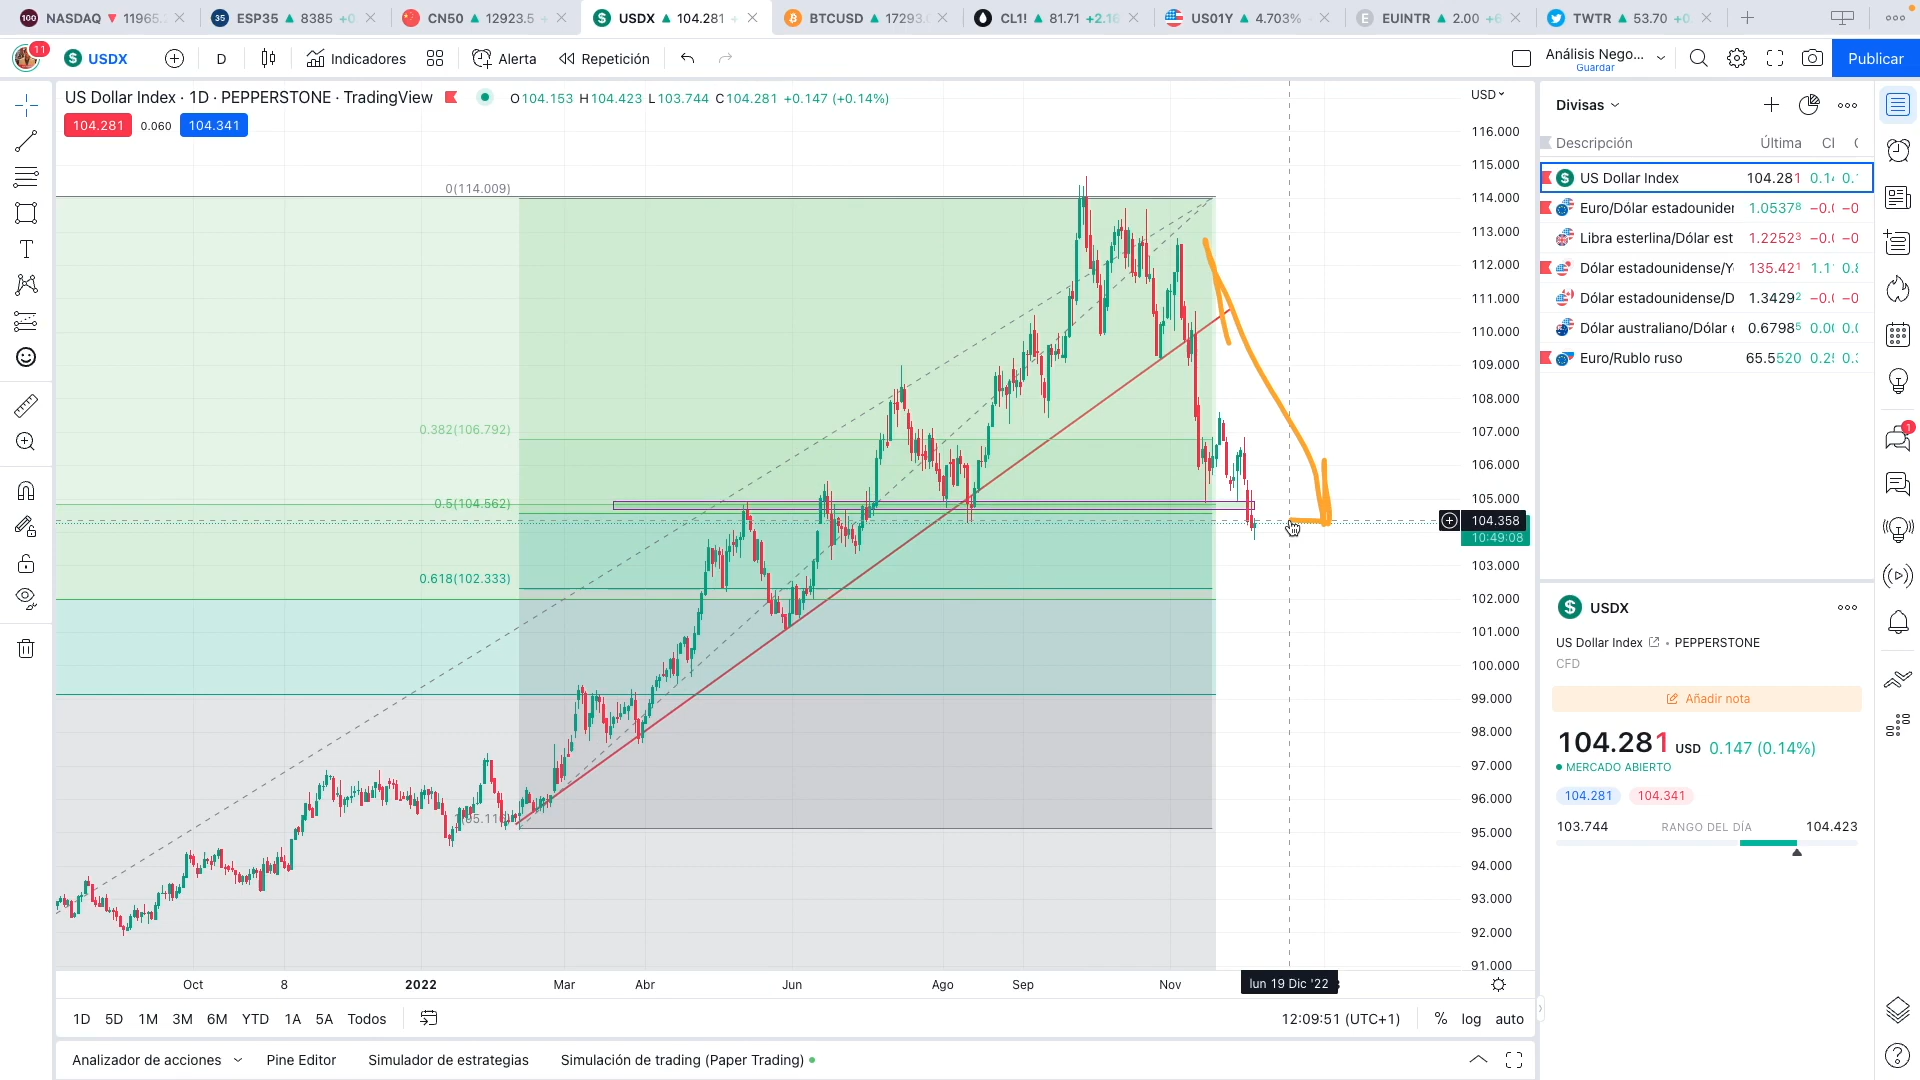 NASDAQ ▼ 11965.
ESP35 ▲ 8385 +0
CN50 ▲ 12923.5
USDX ▲ 104.281
BTCUSD ▲ 17293.
CL1! ▲ 81.71 +2.1
US01Y ▲ 4.703%
EUINTR ▲ 2.00
TWTR ▲ 53.70 +0
11
USDX
D
Indicadores
Alerta
Repetición
Análisis Nego...
Guardar
Publicar
US Dollar Index · 1D · PEPPERSTONE · TradingView
O104.153 H104.423 L103.744 C104.281 +0.147 (+0.14%)
104.281 0.060 104.341
USD
116.000
115.000
114.000
113.000
112.000
111.000
110.000
109.000
108.000
107.000
106.000
105.000
104.358
10:49:08
103.000
102.000
101.000
100.000
99.000
98.000
97.000
96.000
95.000
94.000
93.000
92.000
91.000
0(114.009)
0.382(106.792)
0.5(104.562)
0.618(102.333)
Oct 8 2022 Mar Abr Jun Ago Sep Nov lun 19 Dic '22
1D 5D 1M 3M 6M YTD 1A 5A Todos
12:09:51 (UTC+1) % log auto
Analizador de acciones Pine Editor Simulador de estrategias Simulación de trading (Paper Trading)
Divisas
Descripción Última
US Dollar Index 104.281
Euro/Dólar estadounider 1.05378
Libra esterlina/Dólar est 1.22523
Dólar estadounidense/Y 135.421
Dólar estadounidense/D 1.34292
Dólar australiano/Dólar 0.67985
Euro/Rublo ruso 65.5520
USDX
US Dollar Index · PEPPERSTONE
CFD
Añadir nota
104.281 USD 0.147 (0.14%)
MERCADO ABIERTO
104.281 104.341
103.744 RANGO DEL DÍA 104.423
1